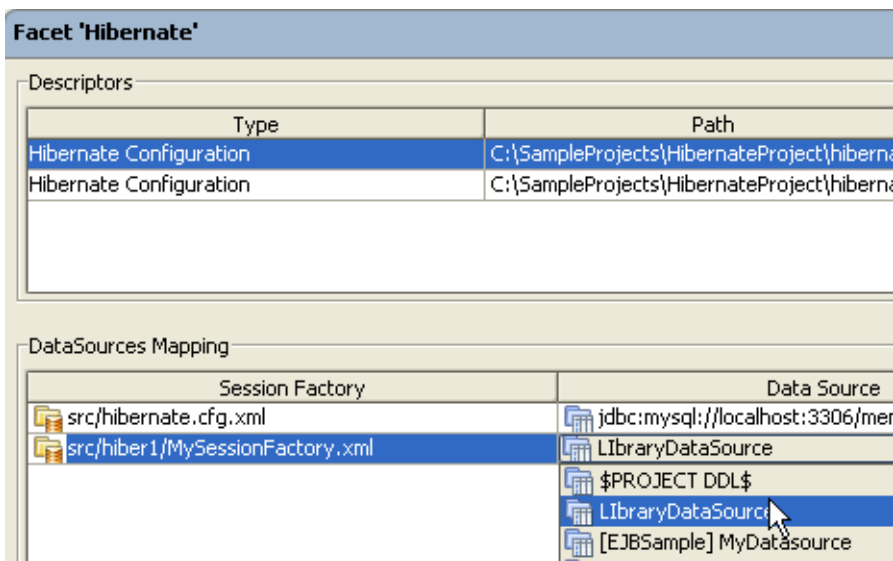 Facet 'Hibernate'
Descriptors
Type Path
Hibernate Configuration C:\SampleProjects\HibernateProject\hiberna
Hibernate Configuration C:\SampleProjects\HibernateProject\hiberna
DataSources Mapping
Session Factory Data Source
src/hibernate.cfg.xml jdbc:mysql://localhost:3306/mer
src/hiber1/MySessionFactory.xml LIbraryDataSource
$PROJECT DDL$
LIbraryDataSource
[EJBSample] MyDatasource